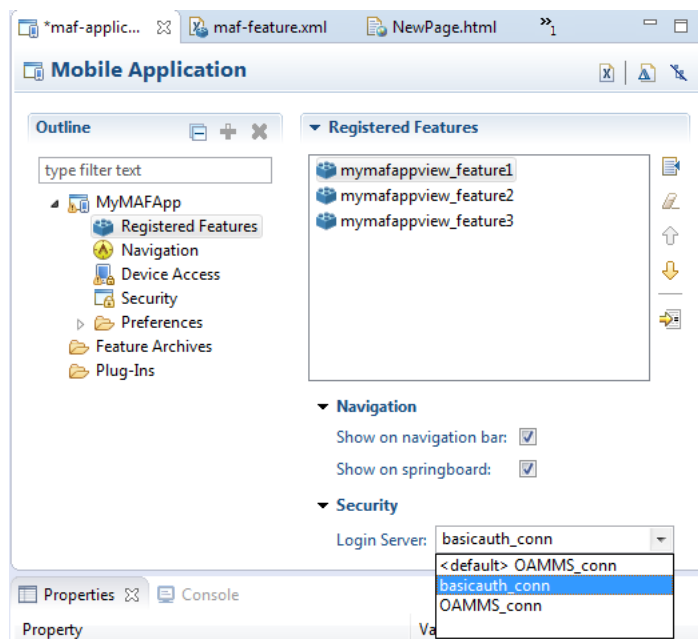 *maf-applic... maf-feature.xml NewPage.html »1
Mobile Application
Outline
type filter text
MyMAFApp
Registered Features
Navigation
Device Access
Security
Preferences
Feature Archives
Plug-Ins
Registered Features
mymafappview_feature1
mymafappview_feature2
mymafappview_feature3
Navigation
Show on navigation bar:
Show on springboard:
Security
Login Server: basicauth_conn
<default> OAMMS_conn
basicauth_conn
OAMMS_conn
Properties Console
Property Va